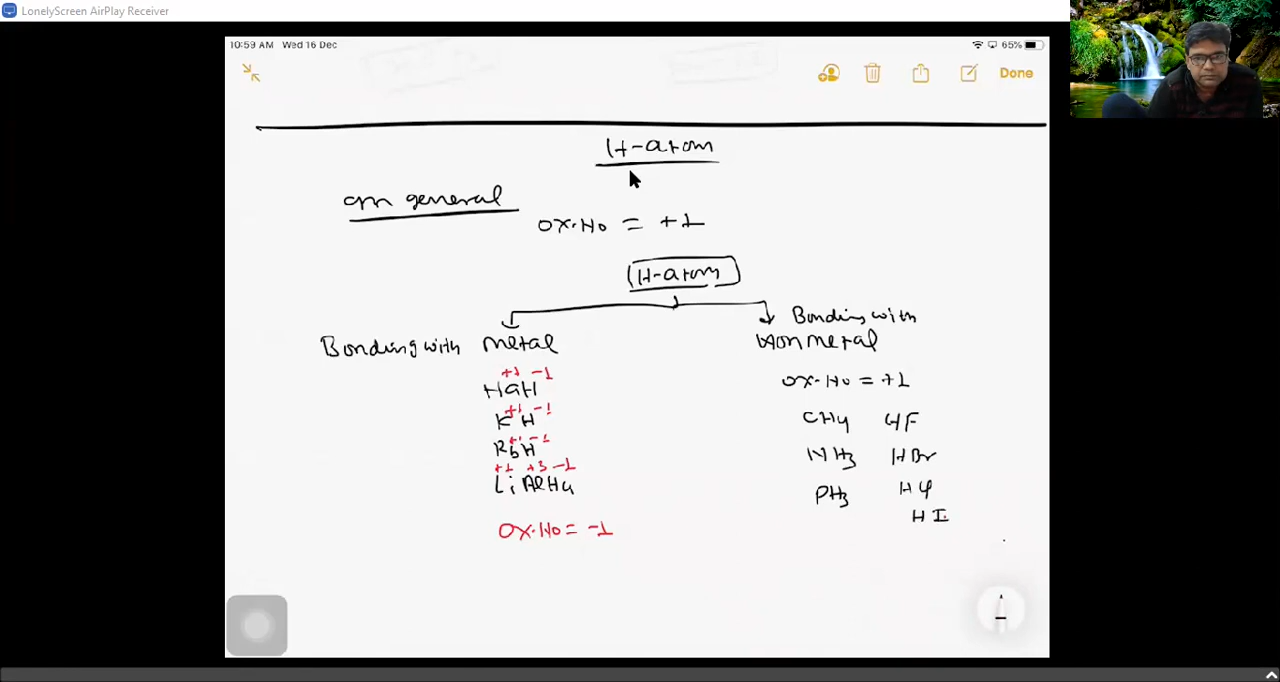 LonelyScreen AirPlay Receiver
10:59 AM Wed 16 Dec
65%
Done
H-atom
In general
OX·No = +1
H-atom
Bonding with metal
+1 -1
NaH
+1 -1
KH
+1 -1
RbH
+1 +3 -1
LiAlH4
OX·No = -1
Bonding with
Non metal
OX·No = +1
CH4 HF
NH3 HBr
PH3 HCl
HI